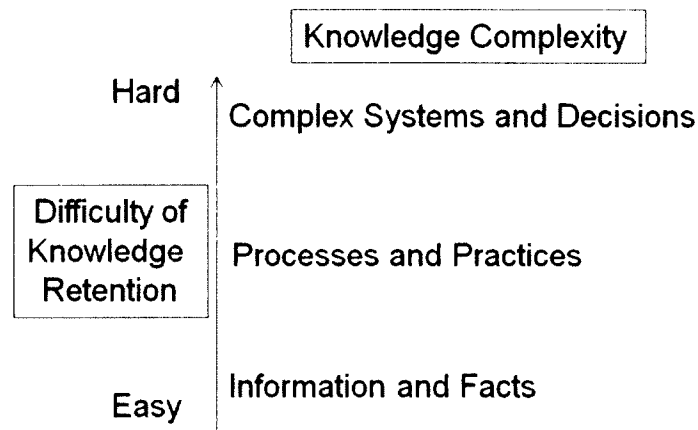 Knowledge Complexity
Hard
Complex Systems and Decisions
Difficulty of
Knowledge
Retention
Processes and Practices
Information and Facts
Easy